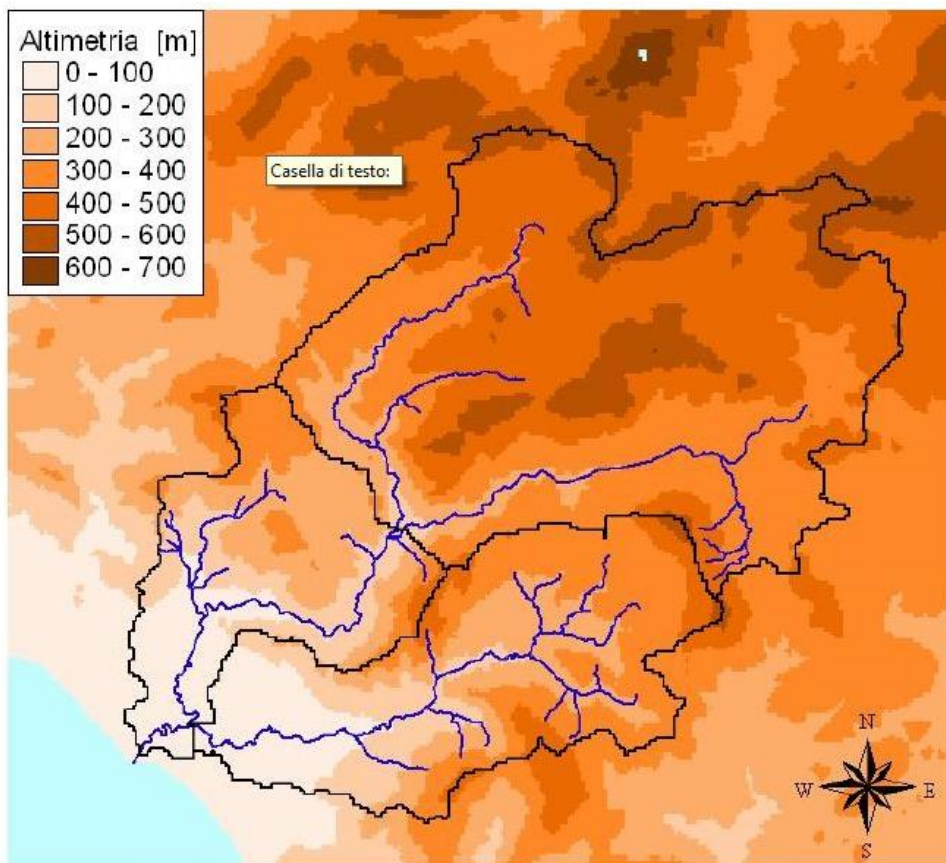 Altimetria [m]
0 - 100
100 - 200
200 - 300
300 - 400
400 - 500
500 - 600
600 - 700
Casella di testo:
N
W
E
S